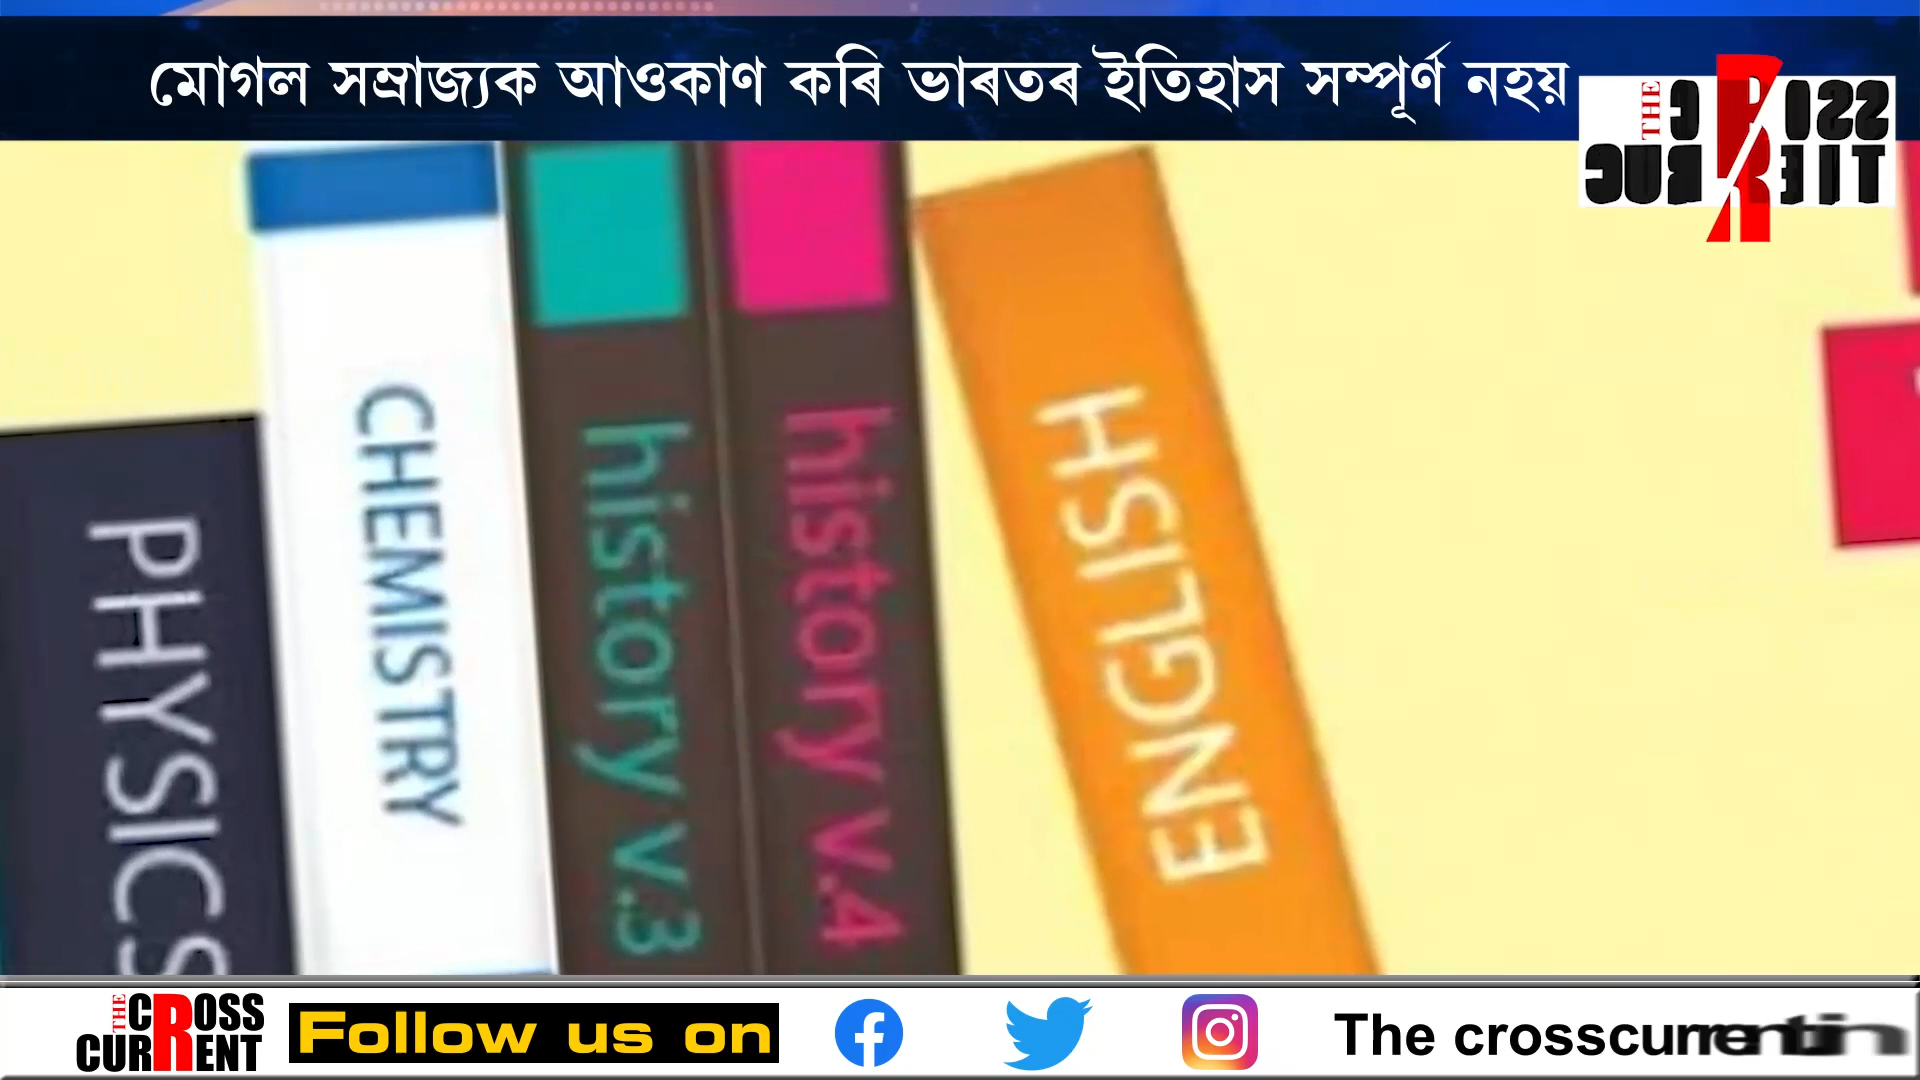 মোগল সম্ৰাজ্যক আওকাণ কৰি ভাৰতৰ ইতিহাস সম্পূৰ্ণ নহয়
THE CROSS
CURRENT
PHYSICS
CHEMISTRY
history v.3
history v.4
ENGLISH
THE CROSS
CURRENT
Follow us on
The crosscurrent